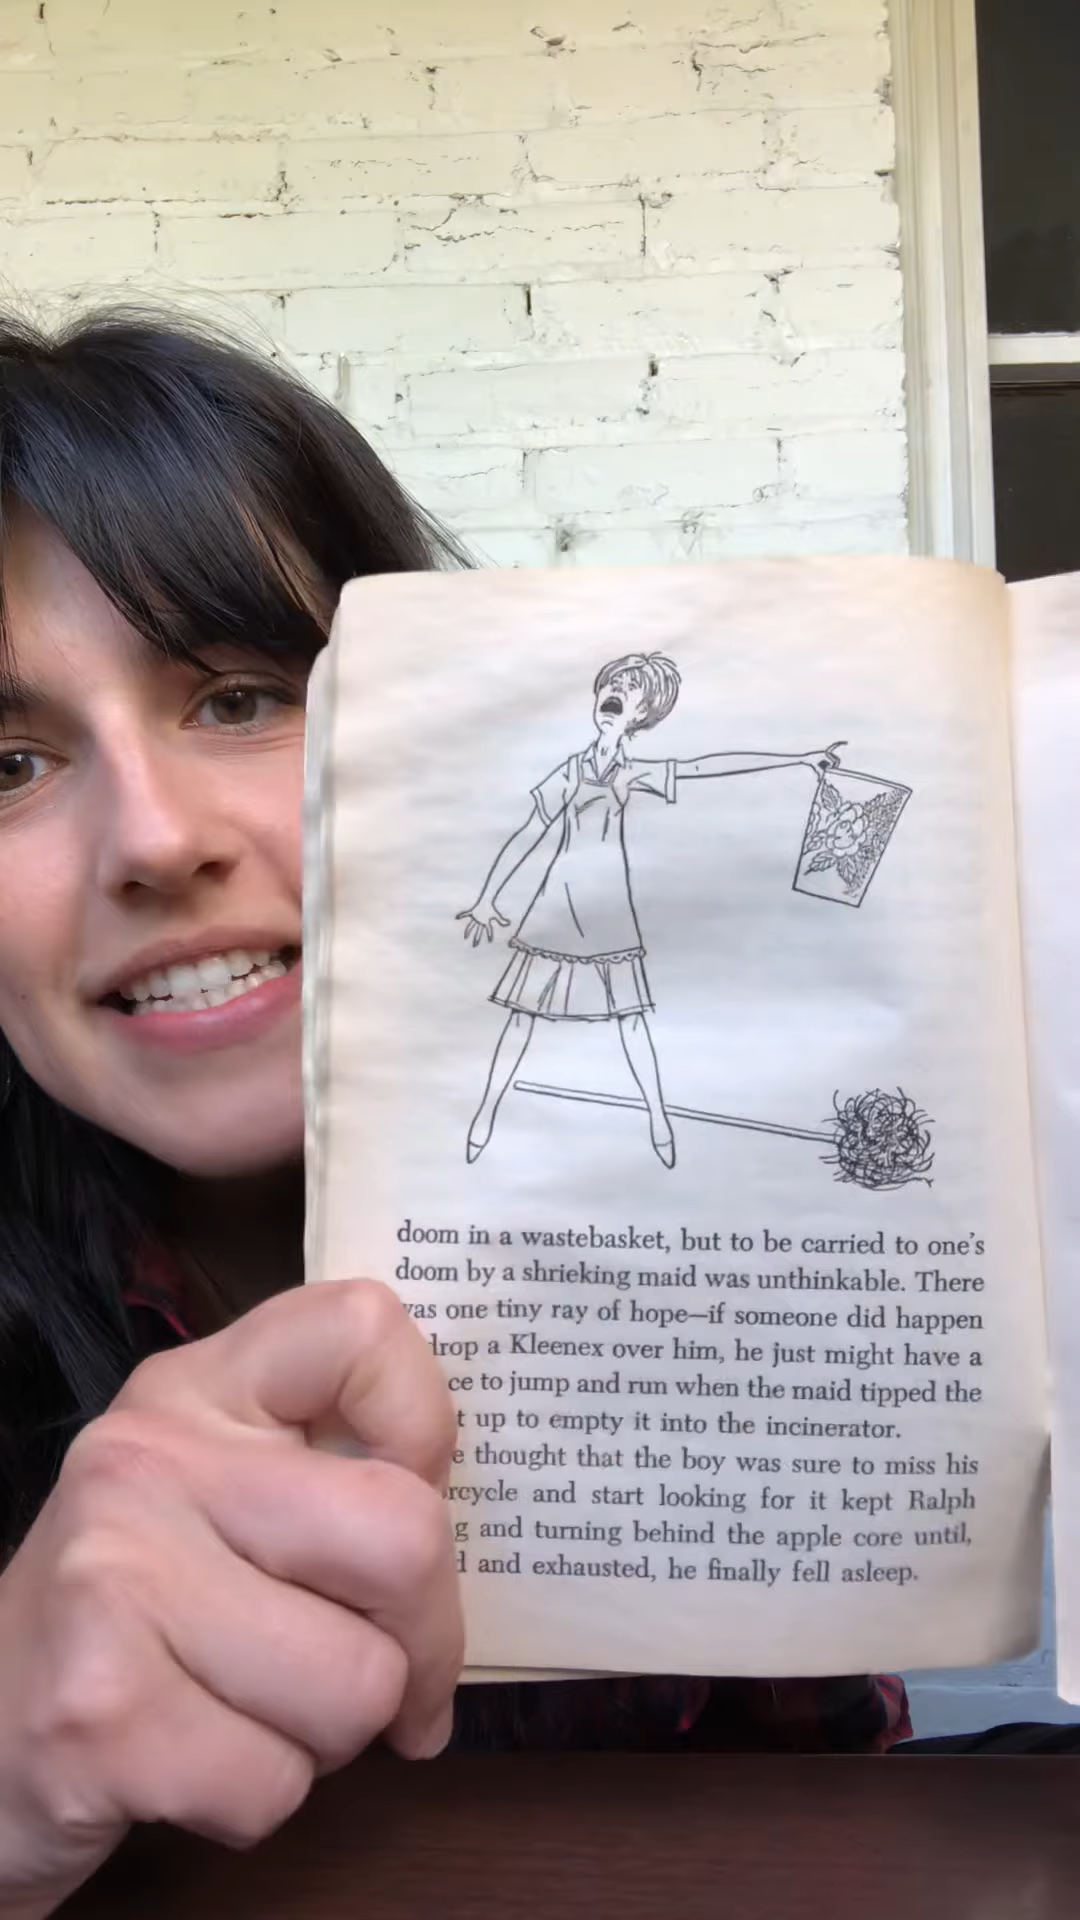 doom in a wastebasket, but to be carried to one's
doom by a shrieking maid was unthinkable. There
was one tiny ray of hope—if someone did happen
drop a Kleenex over him, he just might have a
to jump and run when the maid tipped the
up to empty it into the incinerator.
thought that the boy was sure to miss his
and start looking for it kept Ralph
and turning behind the apple core until,
and exhausted, he finally fell asleep.